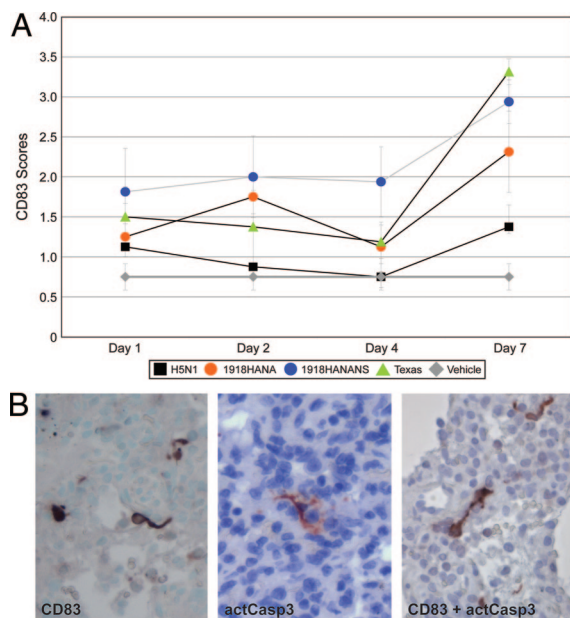 A
4.0
3.5
3.0
2.5
2.0
1.5
1.0
0.5
0
CD83 Scores
Day 1 Day 2 Day 4 Day 7
H5N1 1918HANA 1918HANANS Texas Vehicle
B
CD83 actCasp3 CD83 + actCasp3